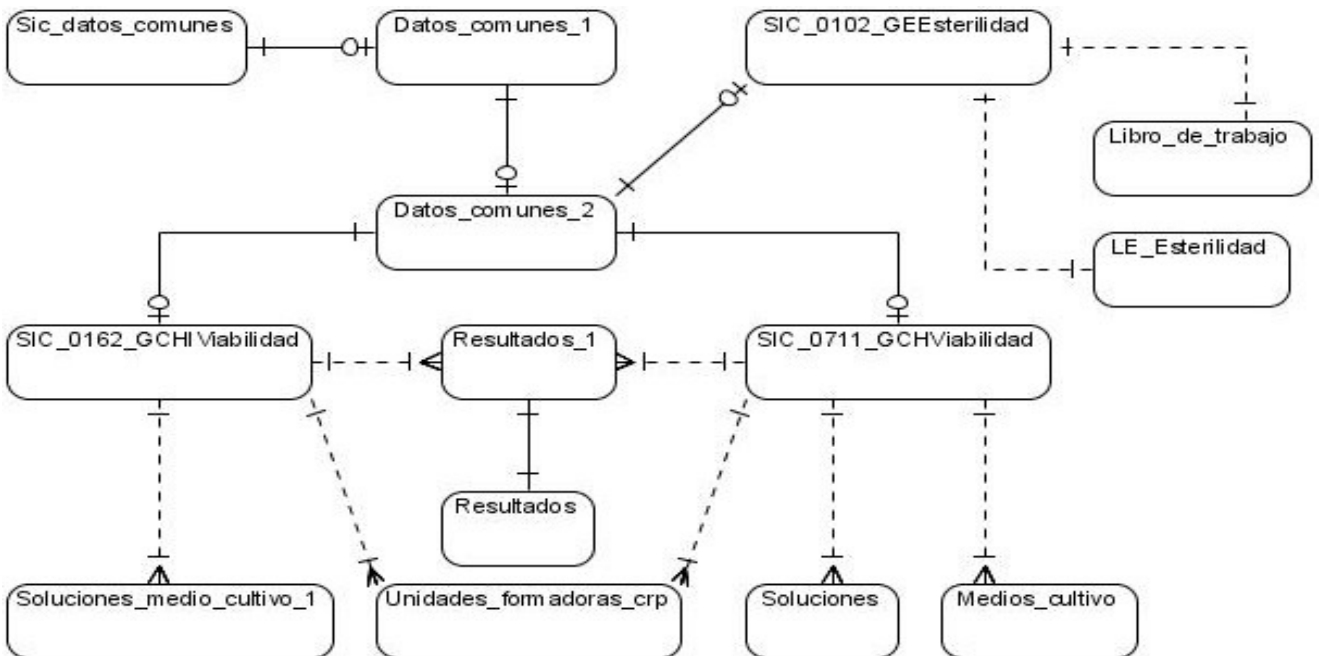 Sic_datos_comunes
Datos_comunes_1
SIC_0102_GEEsterilidad
Libro_de_trabajo
Datos_comunes_2
LE_Esterilidad
SIC_0162_GCHIViabilidad
Resultados_1
SIC_0711_GCHViabilidad
Resultados
Soluciones_medio_cultivo_1
Unidades_formadoras_crp
Soluciones
Medios_cultivo